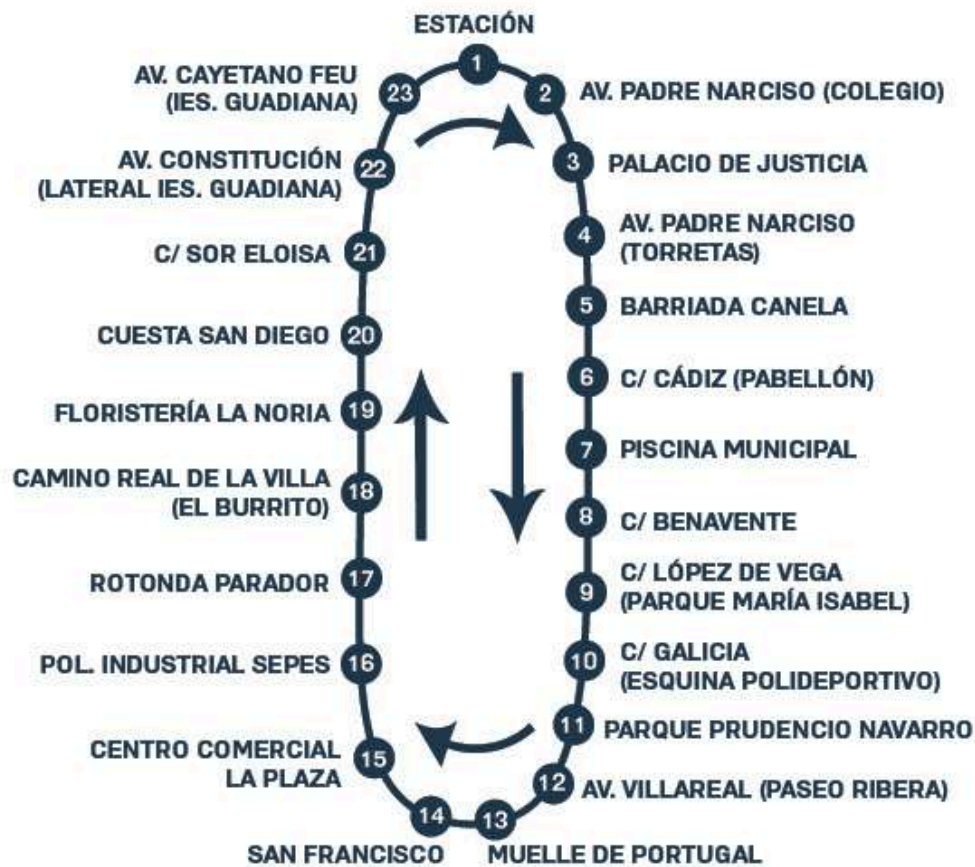 ESTACIÓN
1
2
AV. PADRE NARCISO (COLEGIO)
3
PALACIO DE JUSTICIA
4
AV. PADRE NARCISO
(TORRETAS)
5
BARRIADA CANELA
6
C/ CÁDIZ (PABELLÓN)
7
PISCINA MUNICIPAL
8
C/ BENAVENTE
9
C/ LÓPEZ DE VEGA
(PARQUE MARÍA ISABEL)
10
C/ GALICIA
(ESQUINA POLIDEPORTIVO)
11
PARQUE PRUDENCIO NAVARRO
12
AV. VILLAREAL (PASEO RIBERA)
13
MUELLE DE PORTUGAL
14
SAN FRANCISCO
15
CENTRO COMERCIAL
LA PLAZA
16
POL. INDUSTRIAL SEPES
17
ROTONDA PARADOR
18
CAMINO REAL DE LA VILLA
(EL BURRITO)
19
FLORISTERÍA LA NORIA
20
CUESTA SAN DIEGO
21
C/ SOR ELOISA
22
AV. CONSTITUCIÓN
(LATERAL IES. GUADIANA)
23
AV. CAYETANO FEU
(IES. GUADIANA)